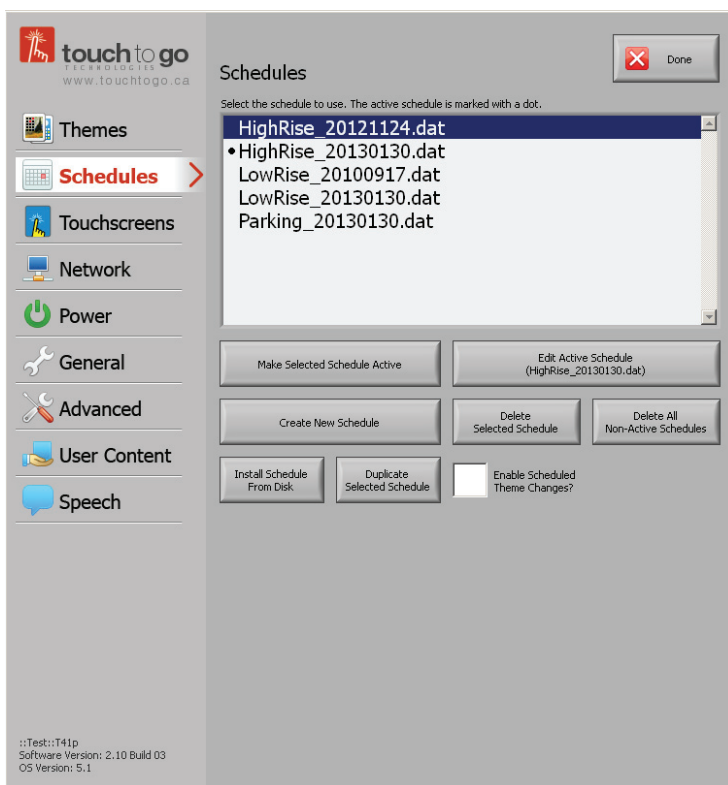 touch to go
TECHNOLOGIES
www.touchtogo.ca
Themes
Schedules
Touchscreens
Network
Power
General
Advanced
User Content
Speech
::Test::T41p
Software Version: 2.10 Build 03
OS Version: 5.1
Schedules
Done
Select the schedule to use. The active schedule is marked with a dot.
HighRise_20121124.dat
•HighRise_20130130.dat
LowRise_20100917.dat
LowRise_20130130.dat
Parking_20130130.dat
Make Selected Schedule Active
Edit Active Schedule
(HighRise_20130130.dat)
Create New Schedule
Delete
Selected Schedule
Delete All
Non-Active Schedules
Install Schedule
From Disk
Duplicate
Selected Schedule
Enable Scheduled
Theme Changes?